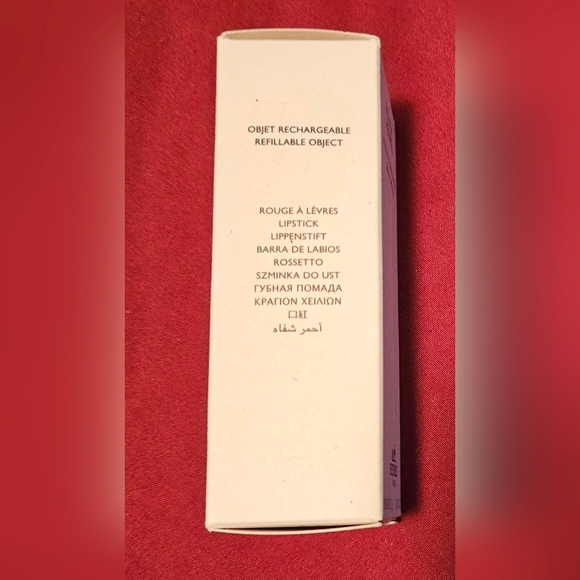 OBJET RECHARGEABLE
REFILLABLE OBJECT
ROUGE À LÈVRES
LIPSTICK
LIPPENSTIFT
BARRA DE LABIOS
ROSSETTO
SZMINKA DO UST
ГУБНАЯ ПОМАДА
ΚΡΑΓΙΟΝ ΧΕΙΛΙΩΝ
口紅
أحمر شفاه